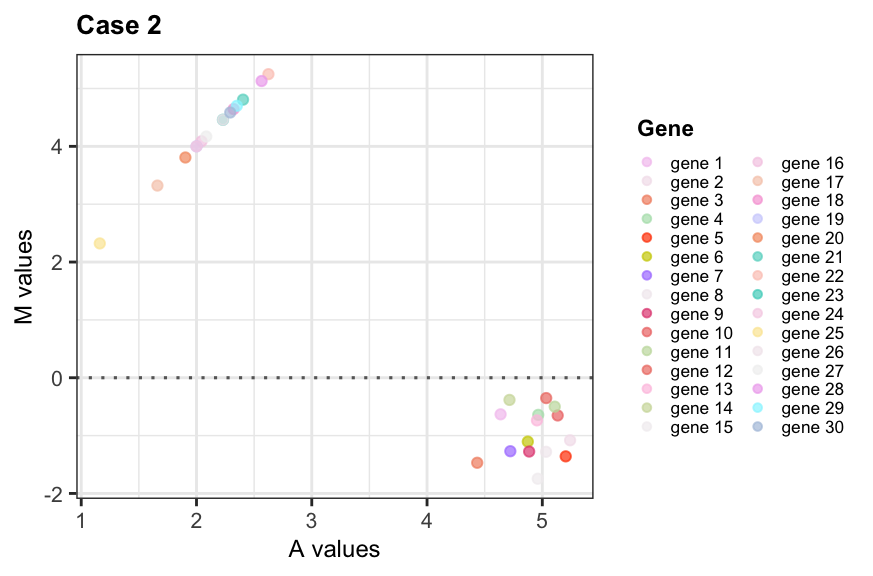 Case 2
M values
4
2
0
-2
1
2
3
4
5
A values
Gene
gene 1
gene 2
gene 3
gene 4
gene 5
gene 6
gene 7
gene 8
gene 9
gene 10
gene 11
gene 12
gene 13
gene 14
gene 15
gene 16
gene 17
gene 18
gene 19
gene 20
gene 21
gene 22
gene 23
gene 24
gene 25
gene 26
gene 27
gene 28
gene 29
gene 30